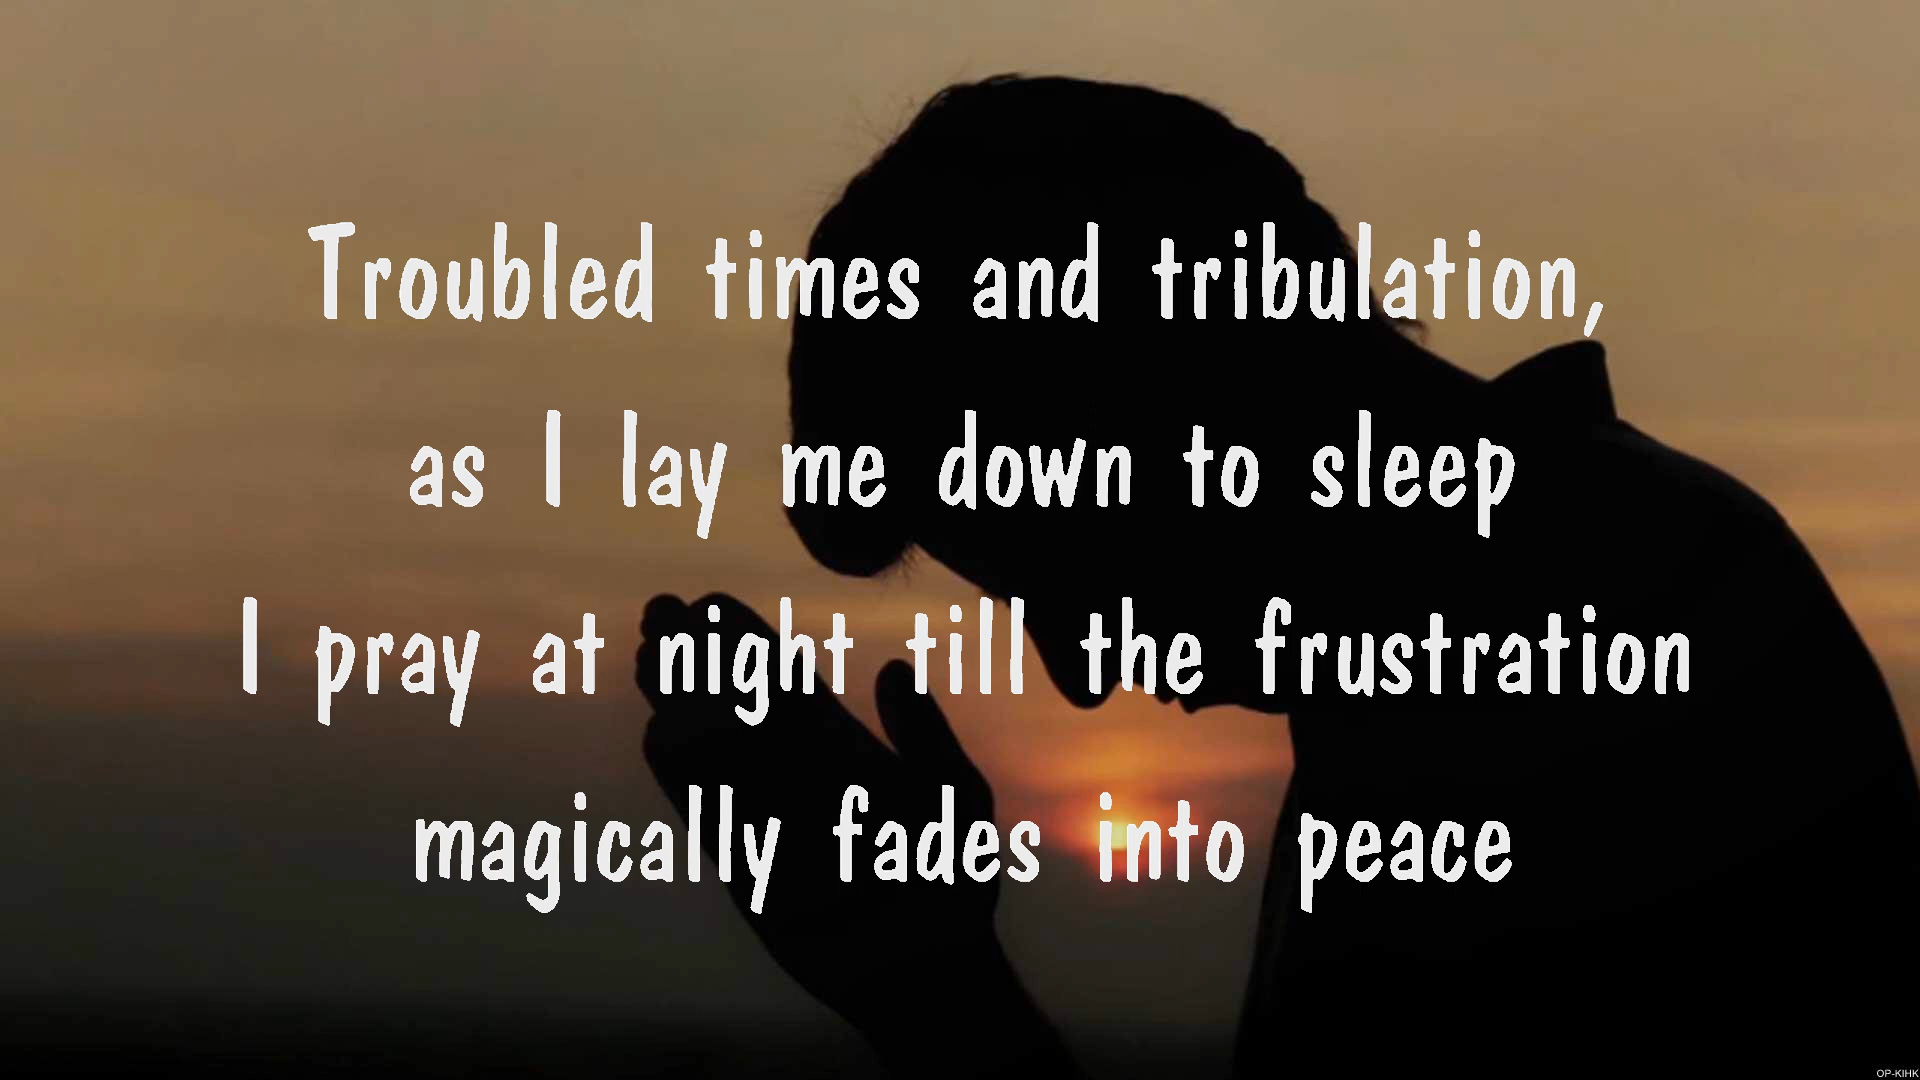 Troubled times and tribulation,
as I lay me down to sleep
I pray at night till the frustration
magically fades into peace
OP-KIHK